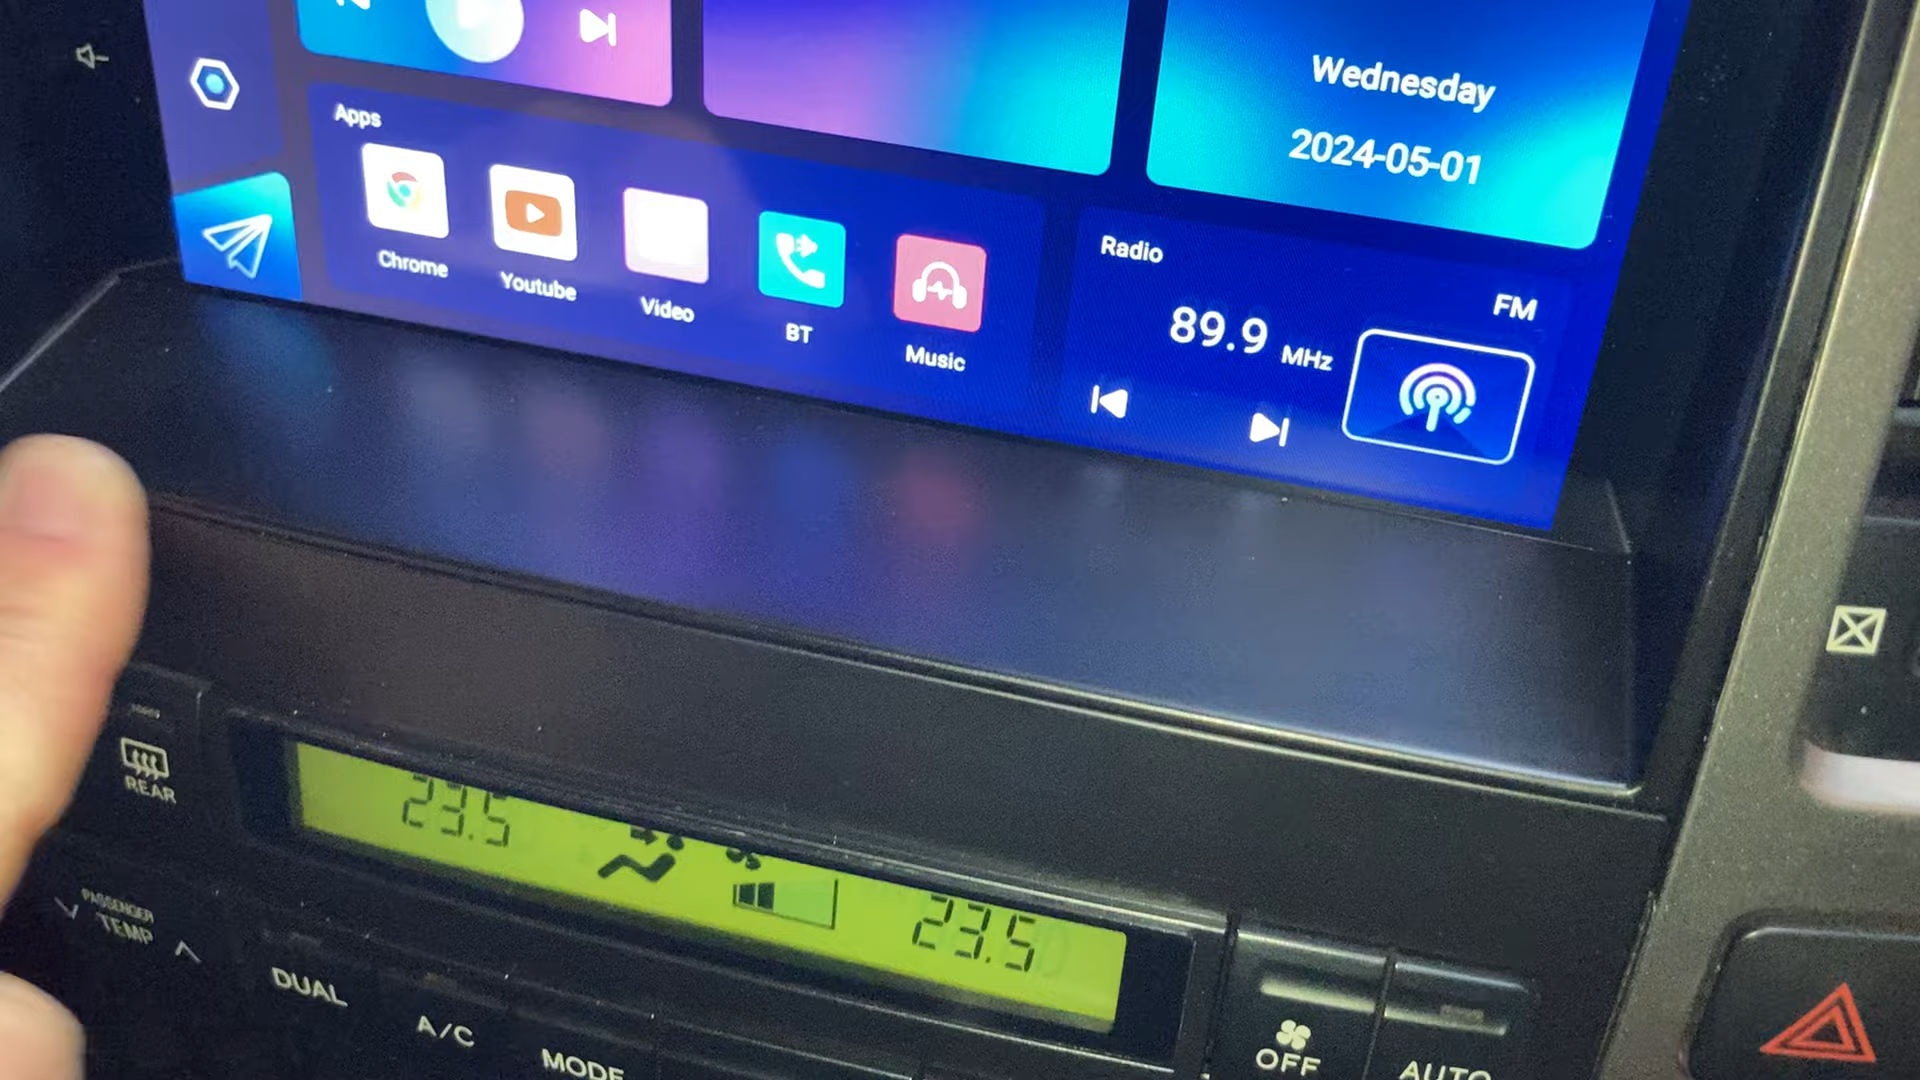 Wednesday
2024-05-01
Apps
Chrome
Youtube
Video
BT
Music
Radio
FM
89.9 MHz
REAR
23.5
23.5
PASSENGER
TEMP
DUAL
A/C
MODE
OFF
AUTO